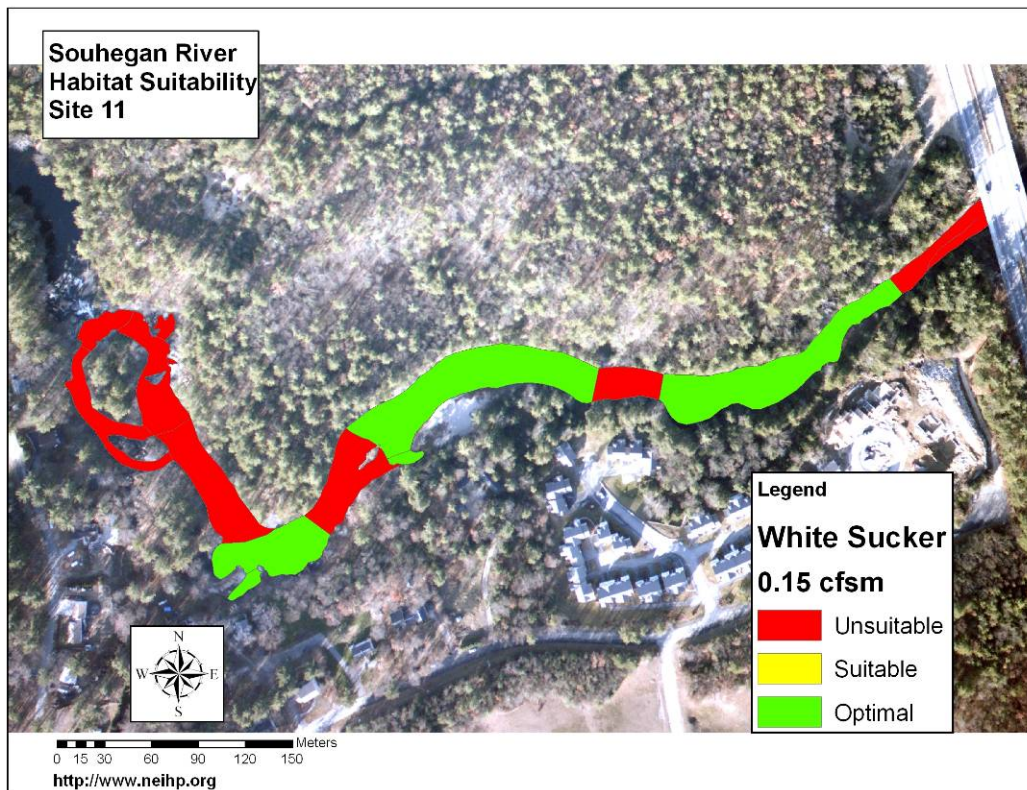 Souhegan River
Habitat Suitability
Site 11
Legend
White Sucker
0.15 cfsm
Unsuitable
Suitable
Optimal
N
W E
S
Meters
0 15 30 60 90 120 150
http://www.neihp.org